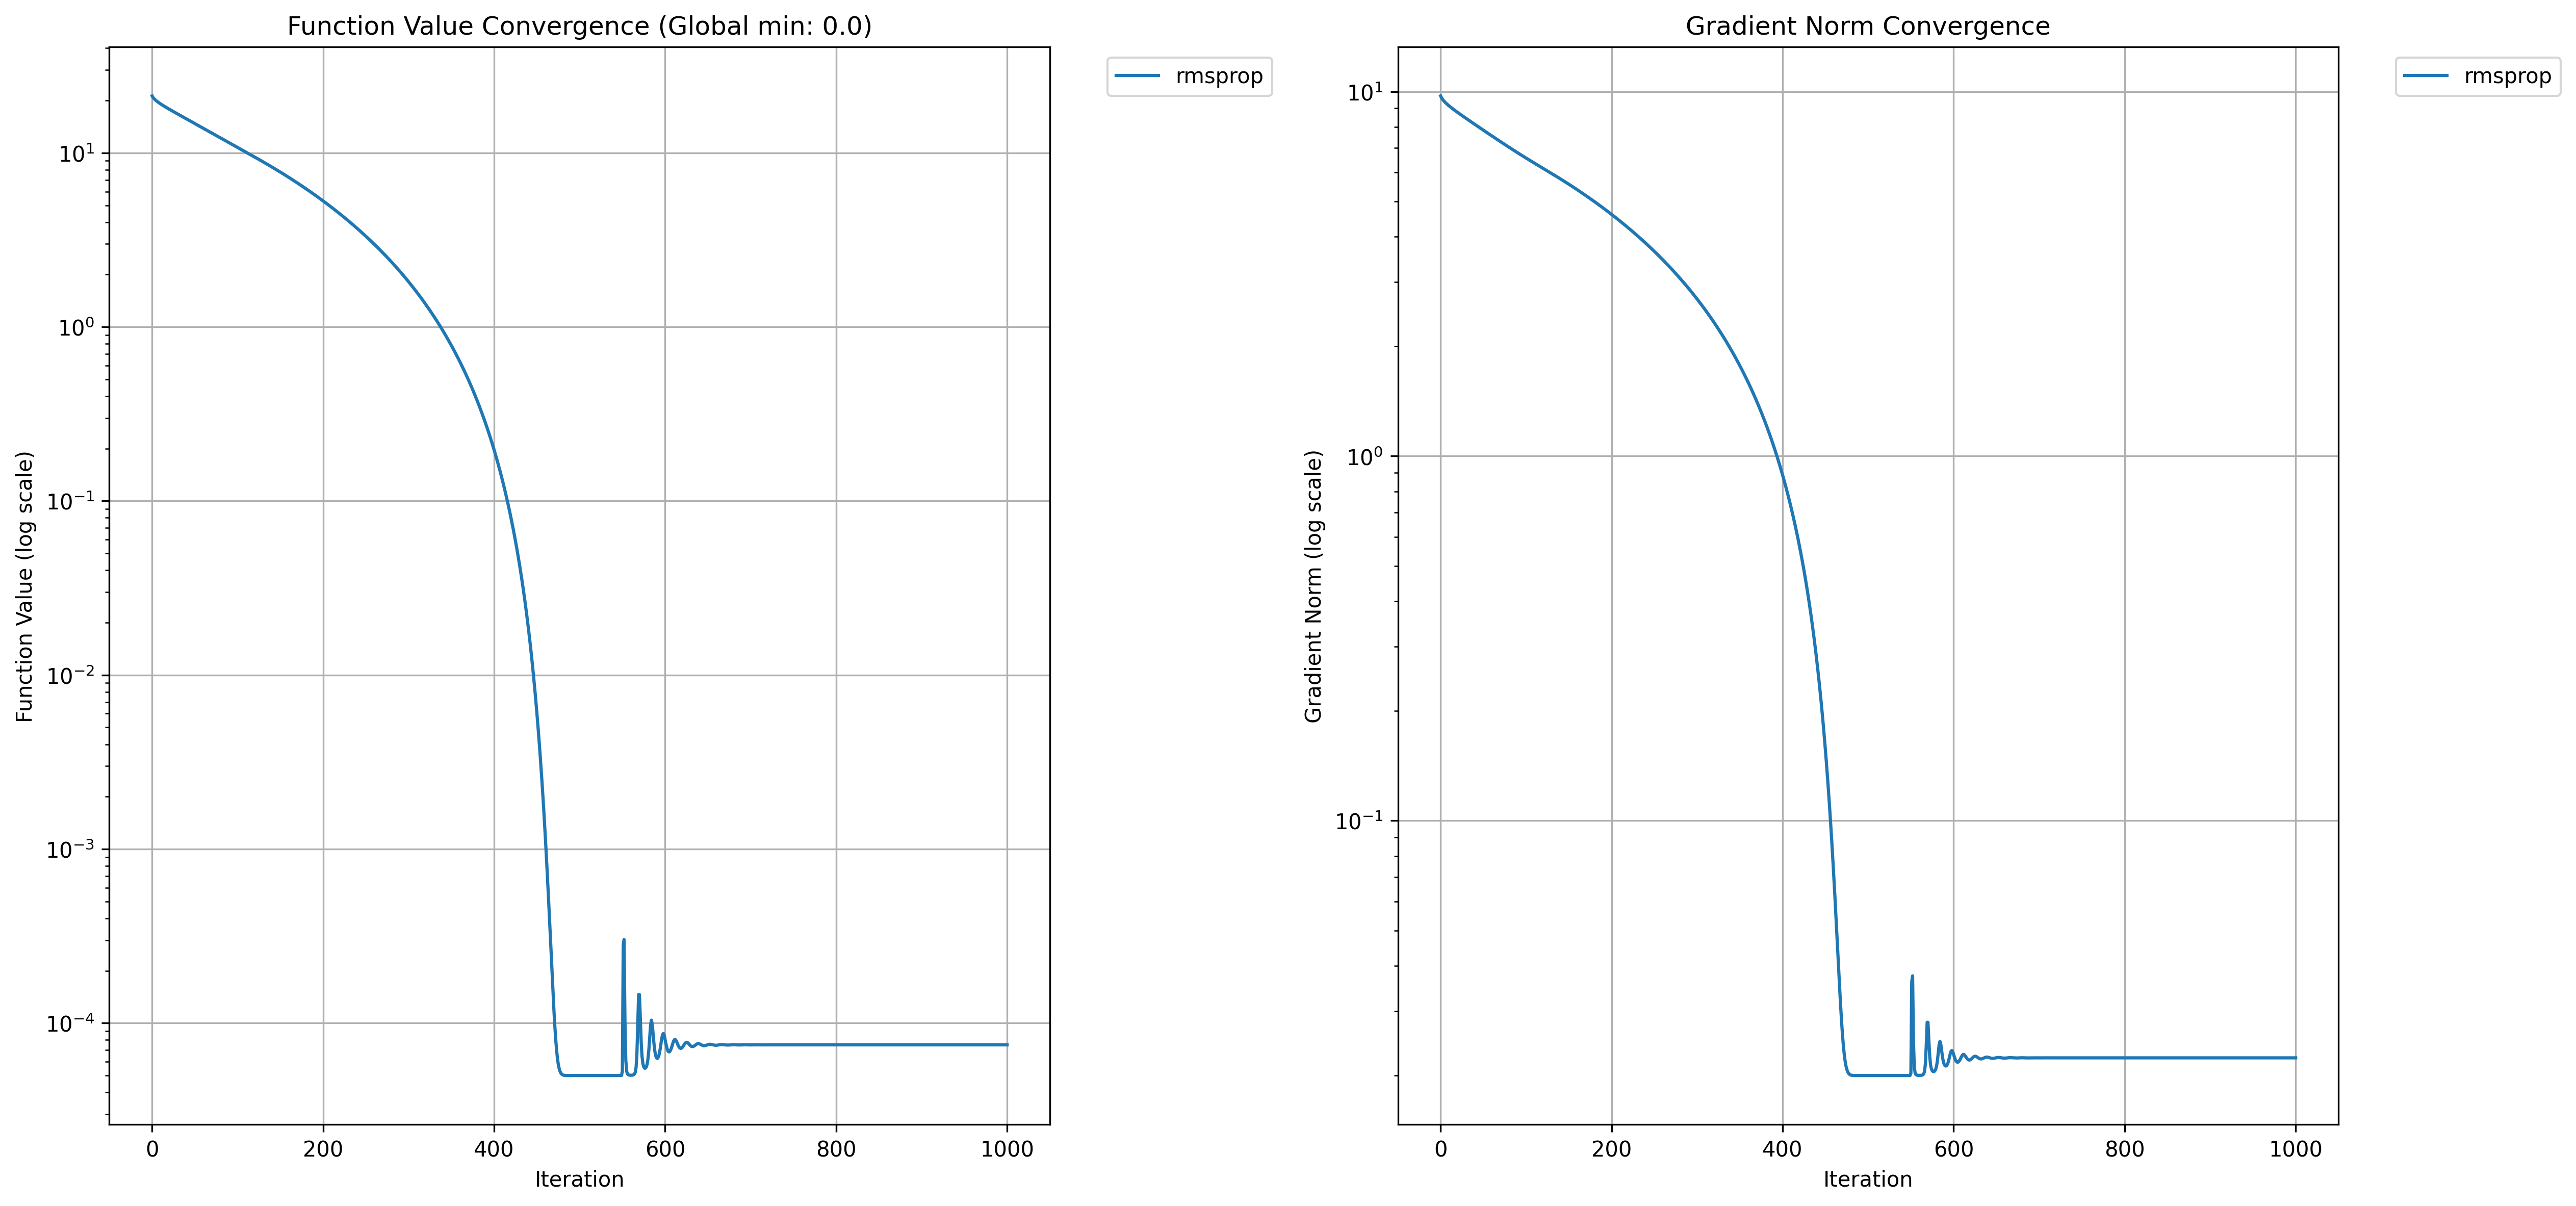 Function Value Convergence (Global min: 0.0)
rmsprop
Function Value (log scale)
10¹
10⁰
10⁻¹
10⁻²
10⁻³
10⁻⁴
0 200 400 600 800 1000
Iteration
Gradient Norm Convergence
rmsprop
Gradient Norm (log scale)
10¹
10⁰
10⁻¹
0 200 400 600 800 1000
Iteration